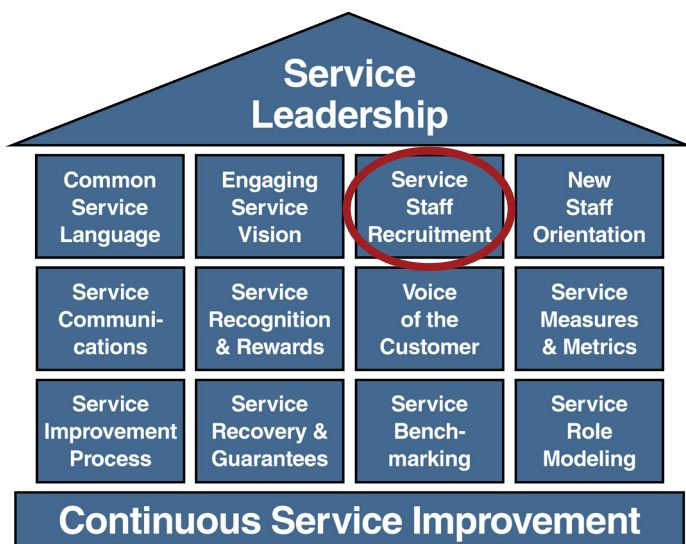 Service
Leadership
Common
Service
Language
Engaging
Service
Vision
Service
Staff
Recruitment
New
Staff
Orientation
Service
Communi-
cations
Service
Recognition
& Rewards
Voice
of the
Customer
Service
Measures
& Metrics
Service
Improvement
Process
Service
Recovery &
Guarantees
Service
Bench-
marking
Service
Role
Modeling
Continuous Service Improvement